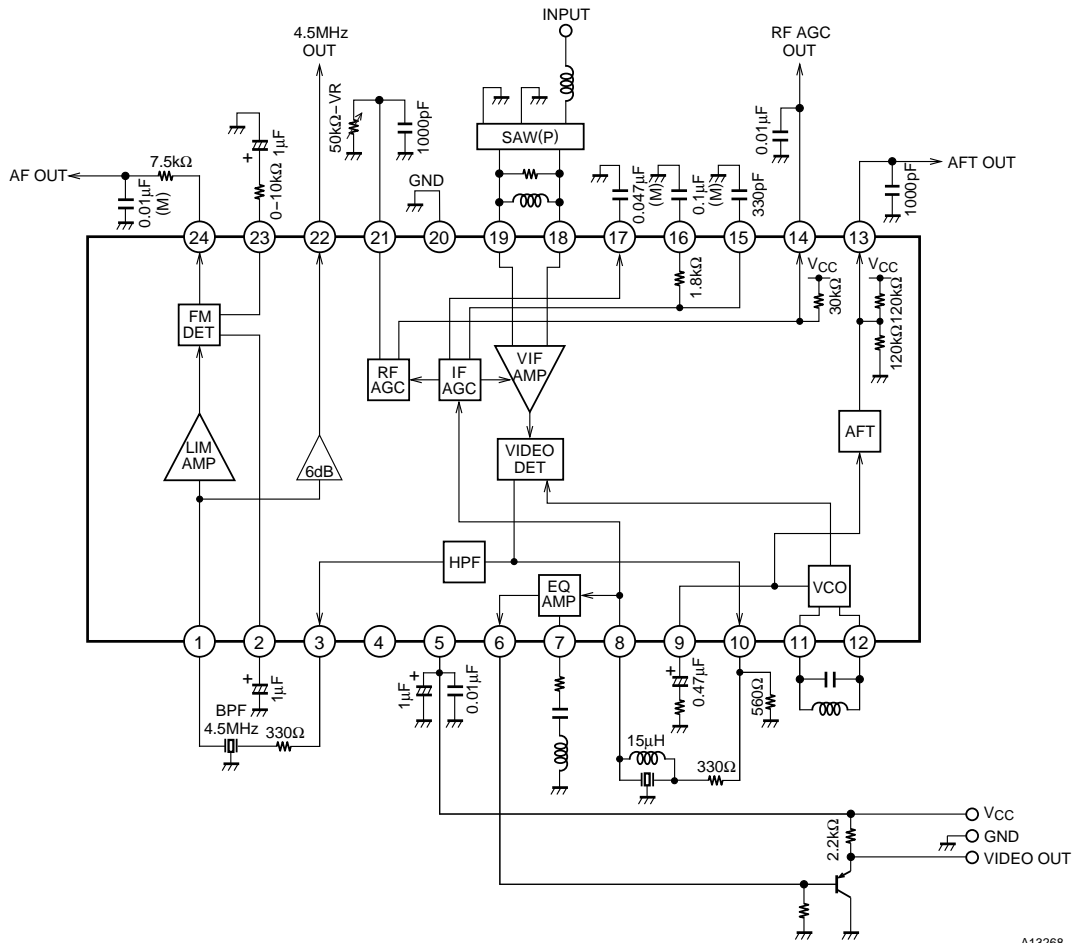 INPUT
4.5MHz
OUT
RF AGC
OUT
50kΩ–VR
1000pF
SAW(P)
0.01μF
1μF
+
0–10kΩ
7.5kΩ
AF OUT
0.01μF
(M)
GND
0.047μF
(M)
0.1μF
(M)
330pF
AFT OUT
1000pF
24
23
22
21
20
19
18
17
16
15
14
13
1.8kΩ
VCC
30kΩ
VCC
120kΩ
120kΩ
FM
DET
RF
AGC
IF
AGC
VIF
AMP
LIM
AMP
6dB
VIDEO
DET
AFT
HPF
EQ
AMP
VCO
1
2
3
4
5
6
7
8
9
10
11
12
+
1μF
+
1μF
0.01μF
+
0.47μF
560Ω
BPF
4.5MHz
330Ω
15μH
330Ω
VCC
2.2kΩ
GND
VIDEO OUT
A13268